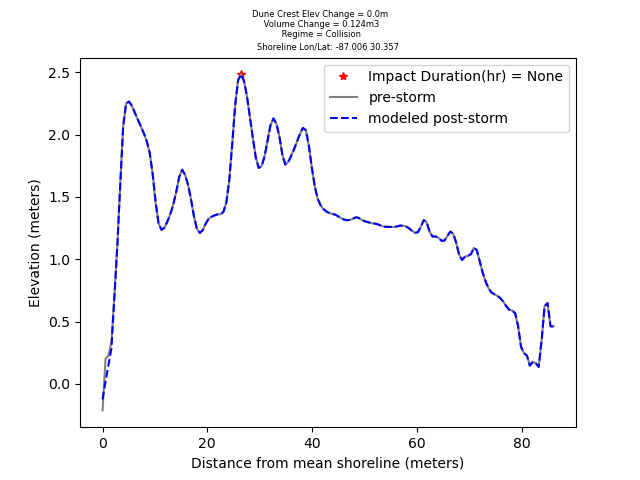 Dune Crest Elev Change = 0.0m
Volume Change = 0.124m3
Regime = Collision
Shoreline Lon/Lat: -87.006 30.357
Impact Duration(hr) = None
pre-storm
modeled post-storm
2.5
2.0
1.5
1.0
0.5
0.0
Elevation (meters)
0 20 40 60 80
Distance from mean shoreline (meters)